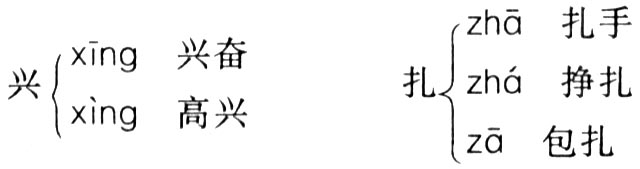 兴 xīng 兴奋
xìng 高兴
扎 zhā 扎手
zhá 挣扎
zā 包扎